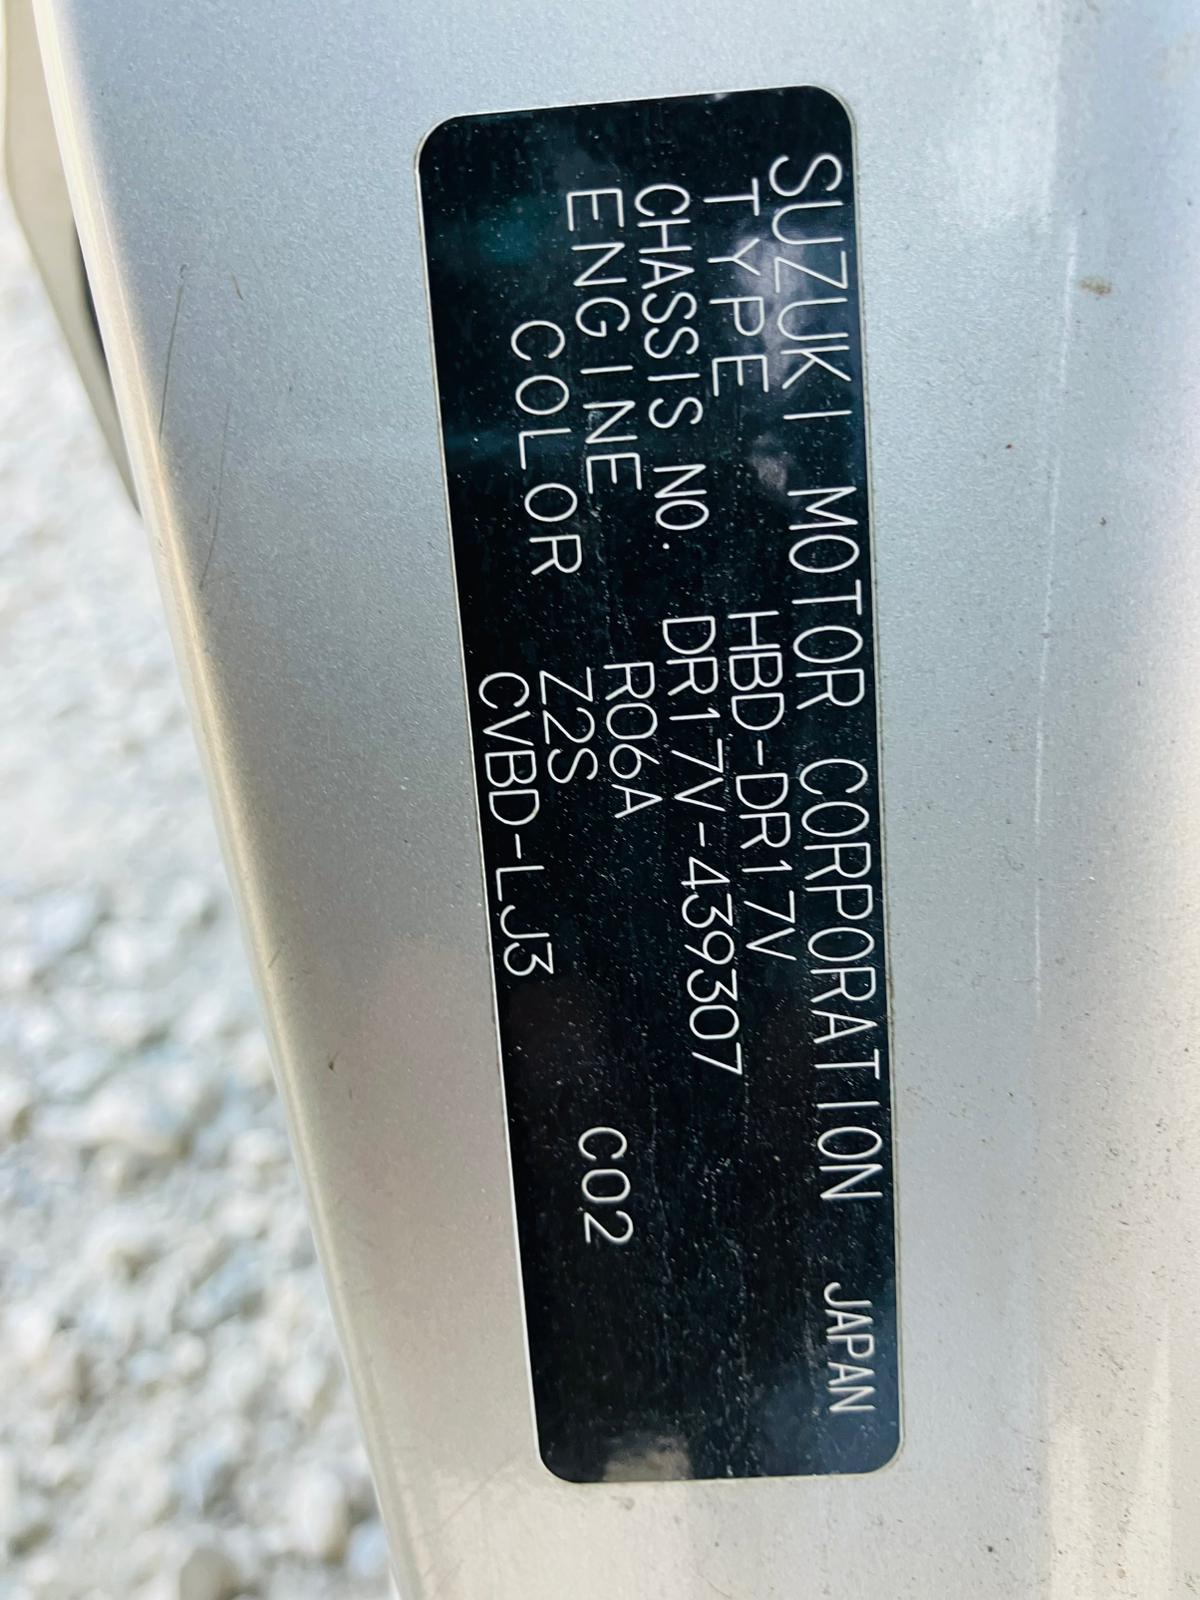 SUZUKI MOTOR CORPORATION JAPAN
TYPE HBD-DR17V
CHASSIS NO. DR17V-439307
ENGINE R06A
COLOR Z2S C02
CVBD-LJ3